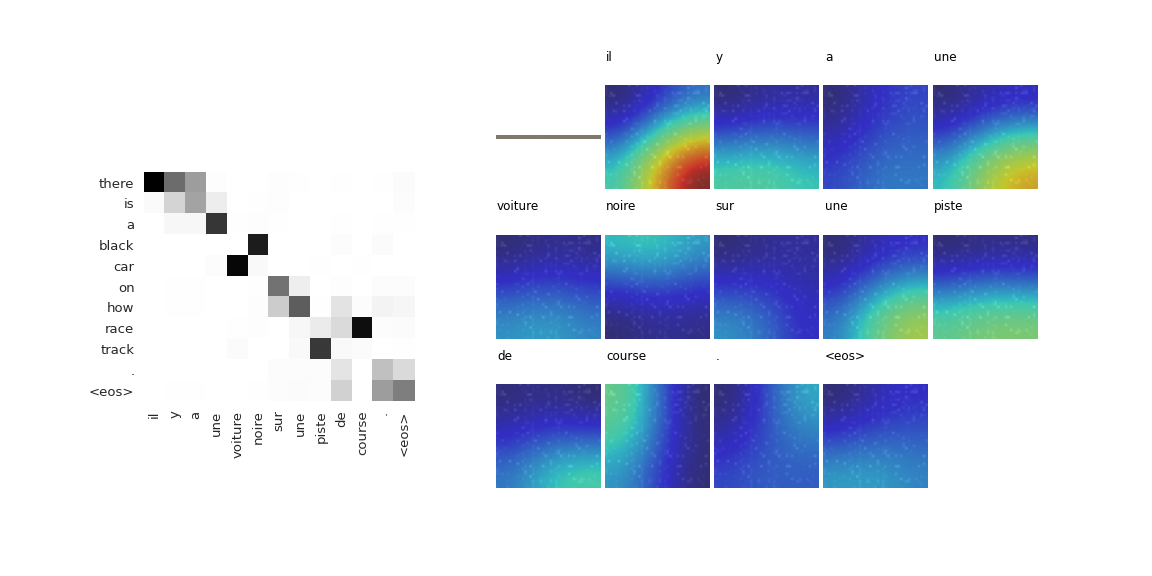 there
is
a
black
car
on
how
race
track
.
<eos>
il y a une voiture noire sur une piste de course . <eos>
il y a une
voiture noire sur une piste
de course . <eos>